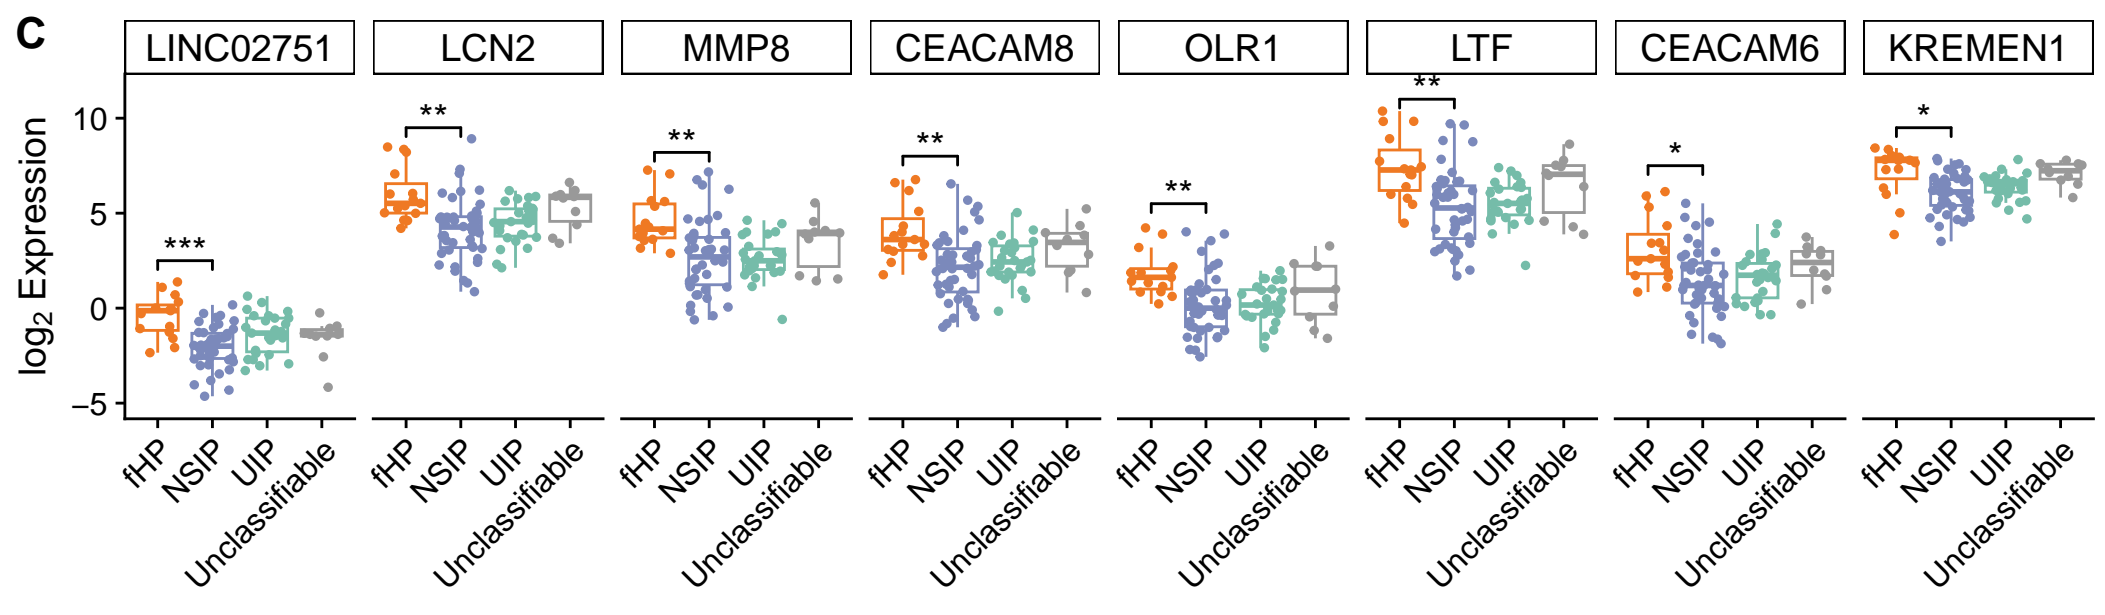 C
LINC02751 LCN2 MMP8 CEACAM8 OLR1 LTF CEACAM6 KREMEN1
log2 Expression
10
5
0
−5
*** ** ** ** ** ** * *
fHP NSIP UIP Unclassifiable fHP NSIP UIP Unclassifiable fHP NSIP UIP Unclassifiable fHP NSIP UIP Unclassifiable fHP NSIP UIP Unclassifiable fHP NSIP UIP Unclassifiable fHP NSIP UIP Unclassifiable fHP NSIP UIP Unclassifiable